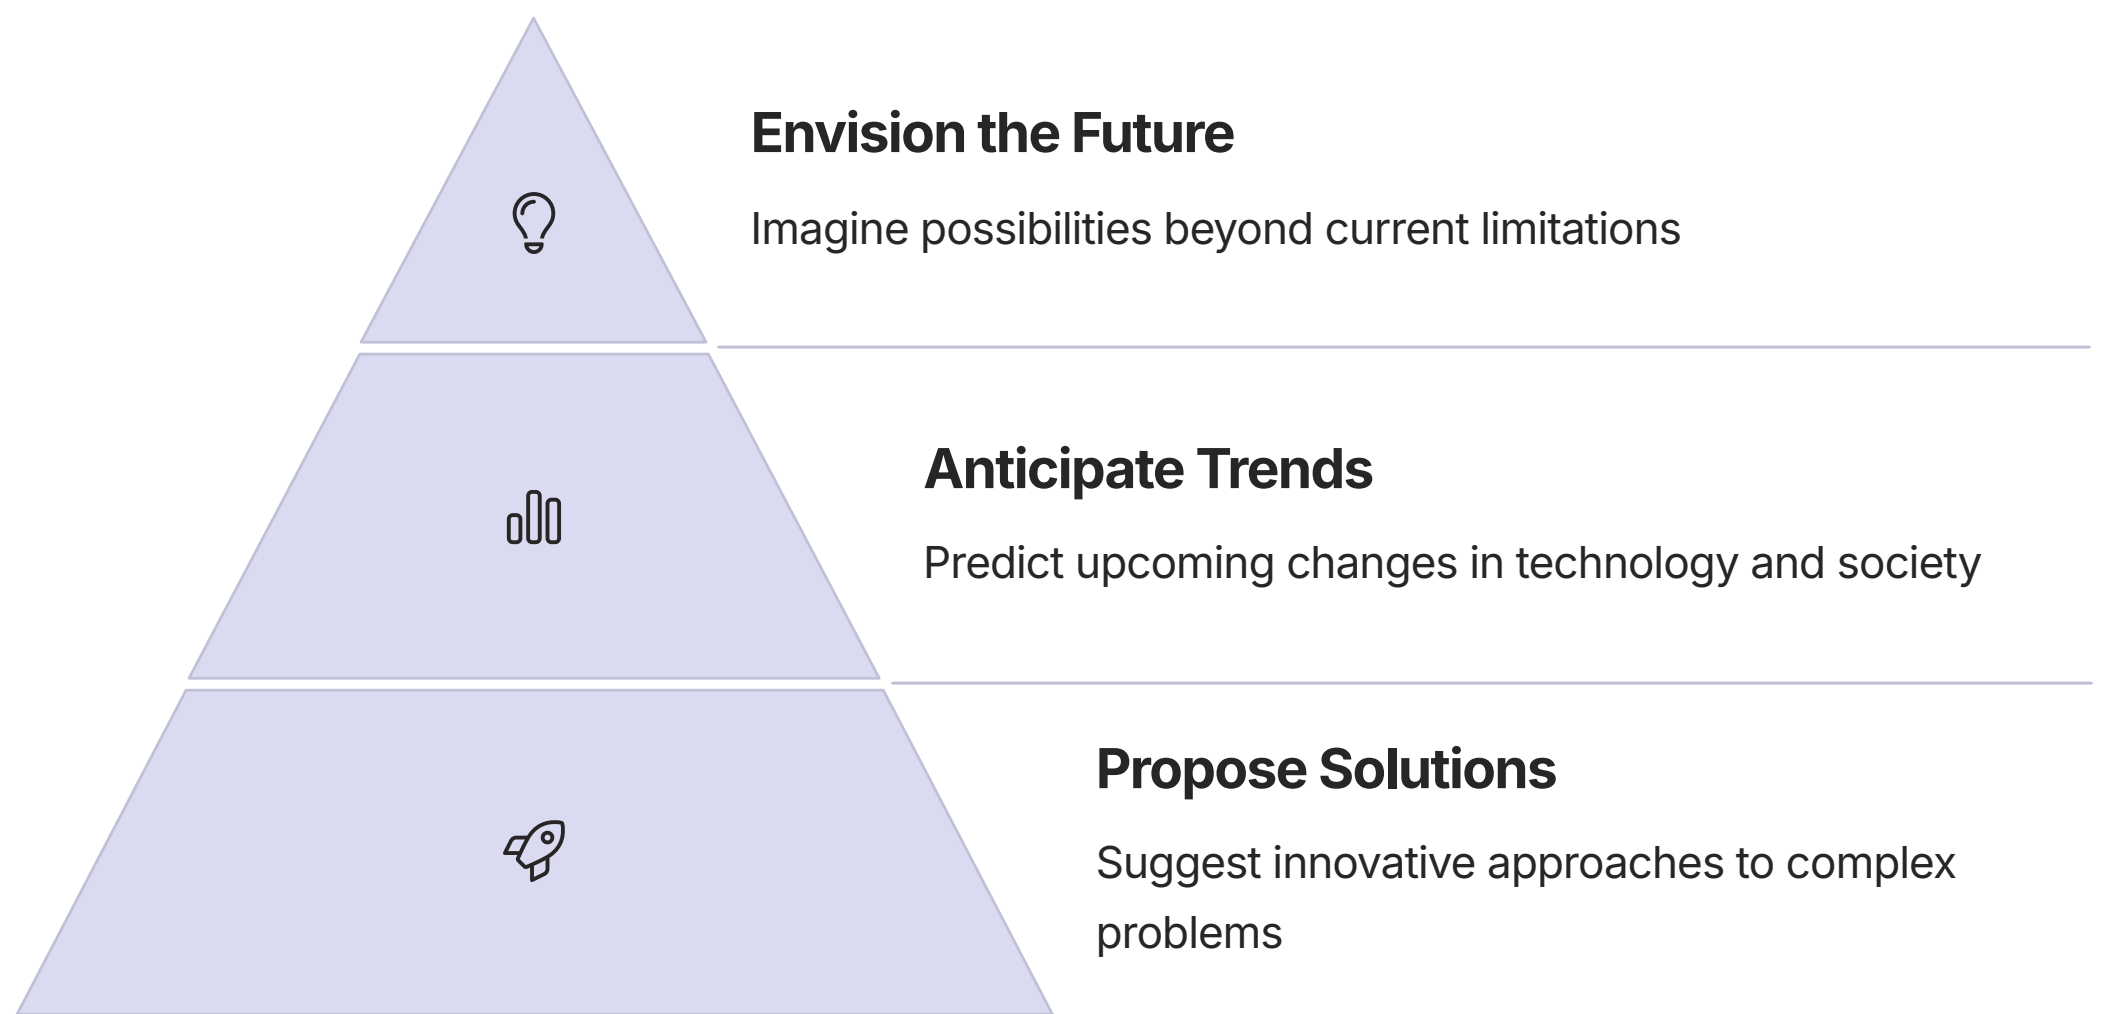 Envision the Future
Imagine possibilities beyond current limitations
Anticipate Trends
Predict upcoming changes in technology and society
Propose Solutions
Suggest innovative approaches to complex
problems